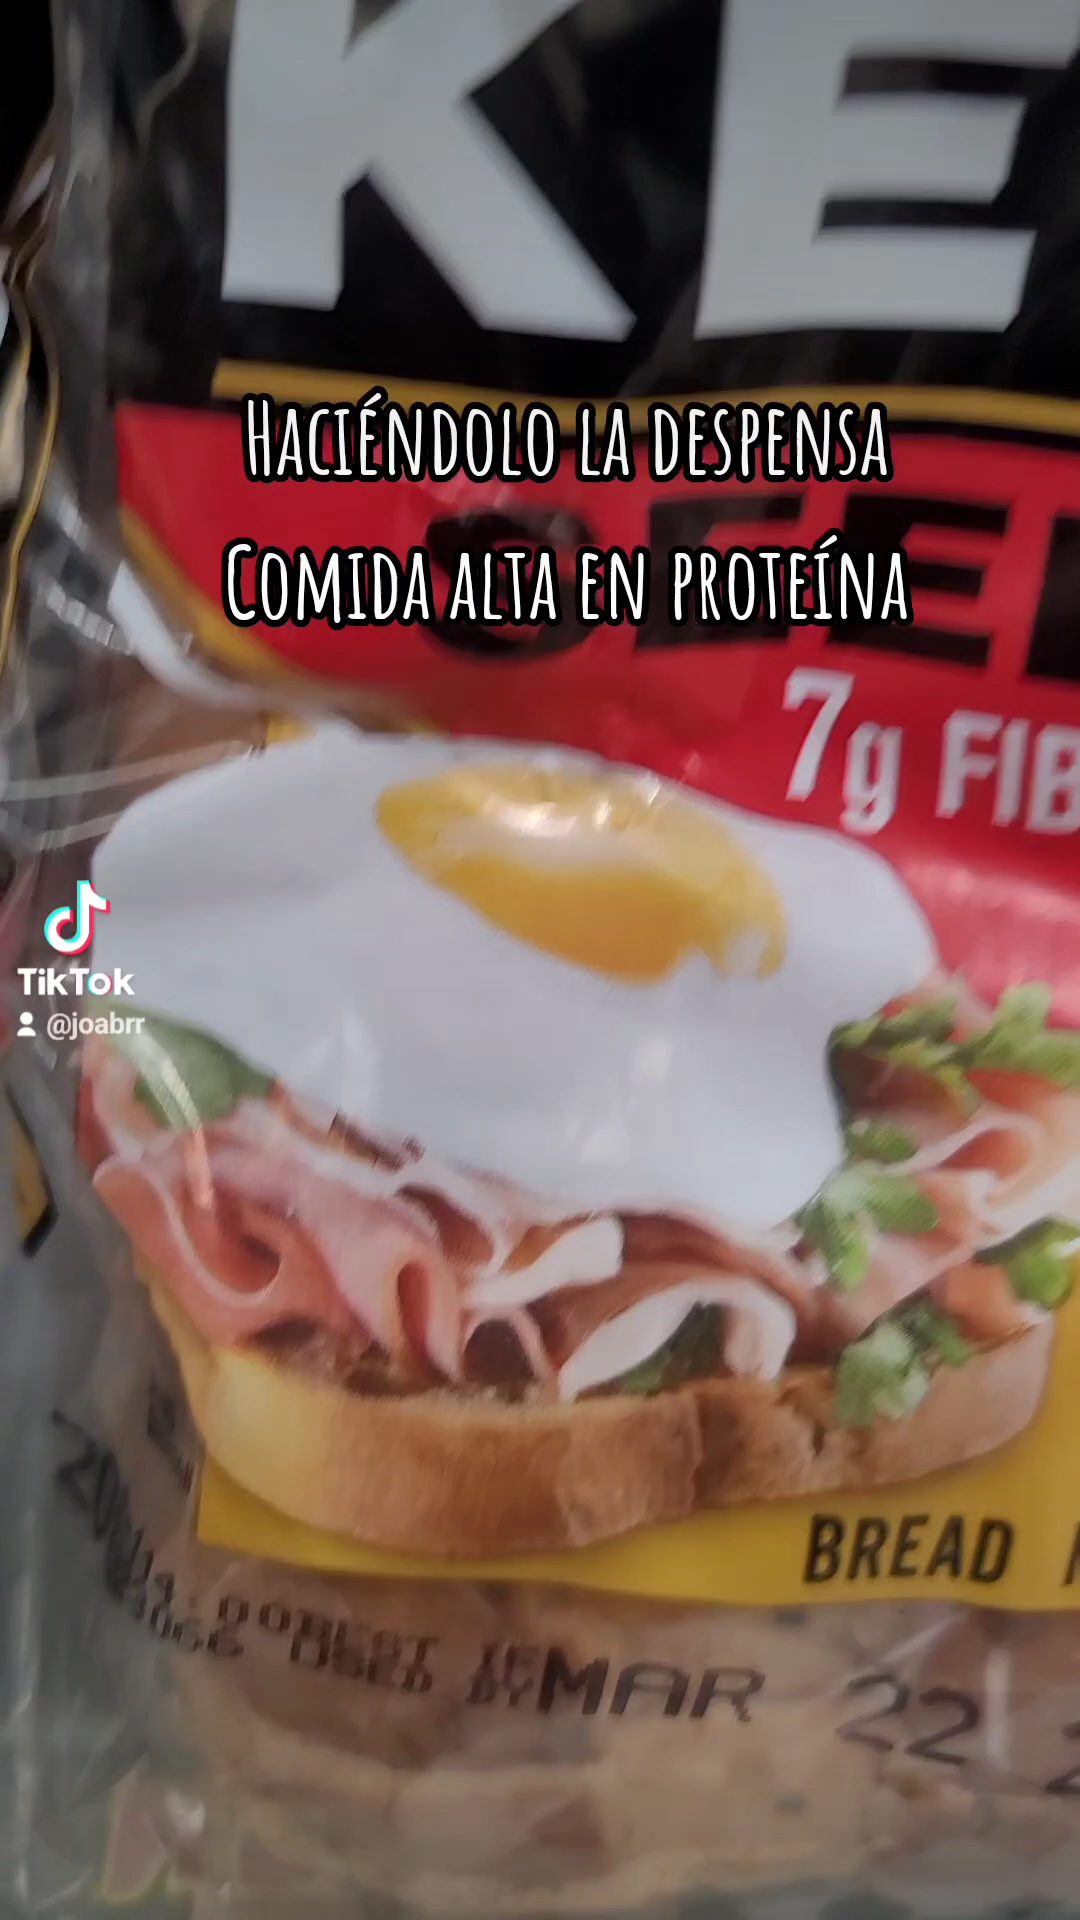 KE
HACIÉNDOLO LA DESPENSA
COMIDA ALTA EN PROTEÍNA
7g FIB
TikTok
@joabrr
BREAD
MAR 22